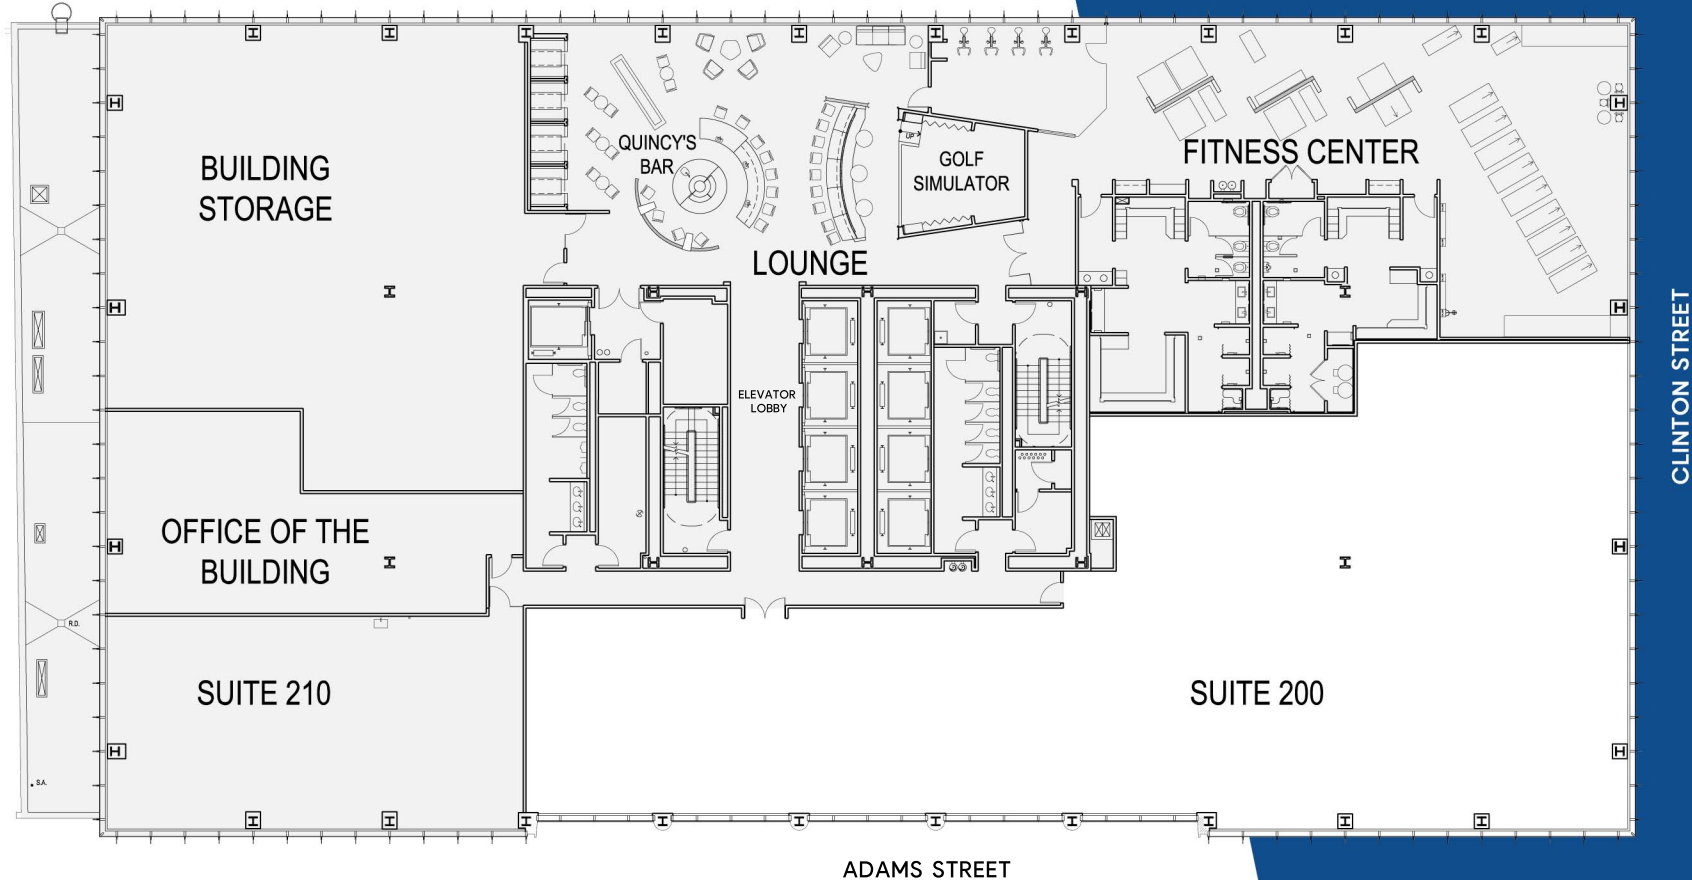 QUINCY'S
BAR
BUILDING
STORAGE
UP
GOLF
SIMULATOR
FITNESS CENTER
LOUNGE
ELEVATOR
LOBBY
CLINTON STREET
OFFICE OF THE
BUILDING
R.D.
SUITE 210
SUITE 200
S.A.
ADAMS STREET